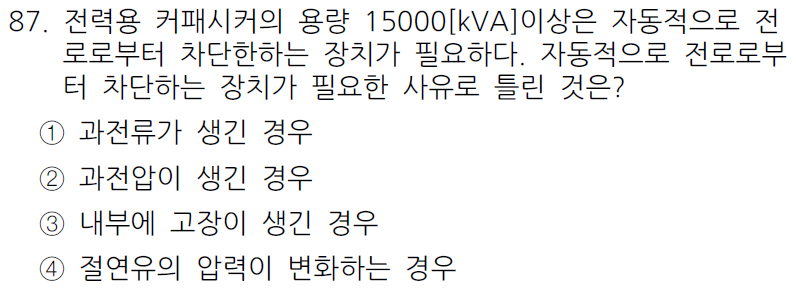 87. 전력용 커패시커의 용량 15000[kVA]이상은 자동적으로 전
로로부터 차단한하는 장치가 필요하다. 자동적으로 전로로부
터 차단하는 장치가 필요한 사유로 틀린 것은?
① 과전류가 생긴 경우
② 과전압이 생긴 경우
③ 내부에 고장이 생긴 경우
④ 절연유의 압력이 변화하는 경우